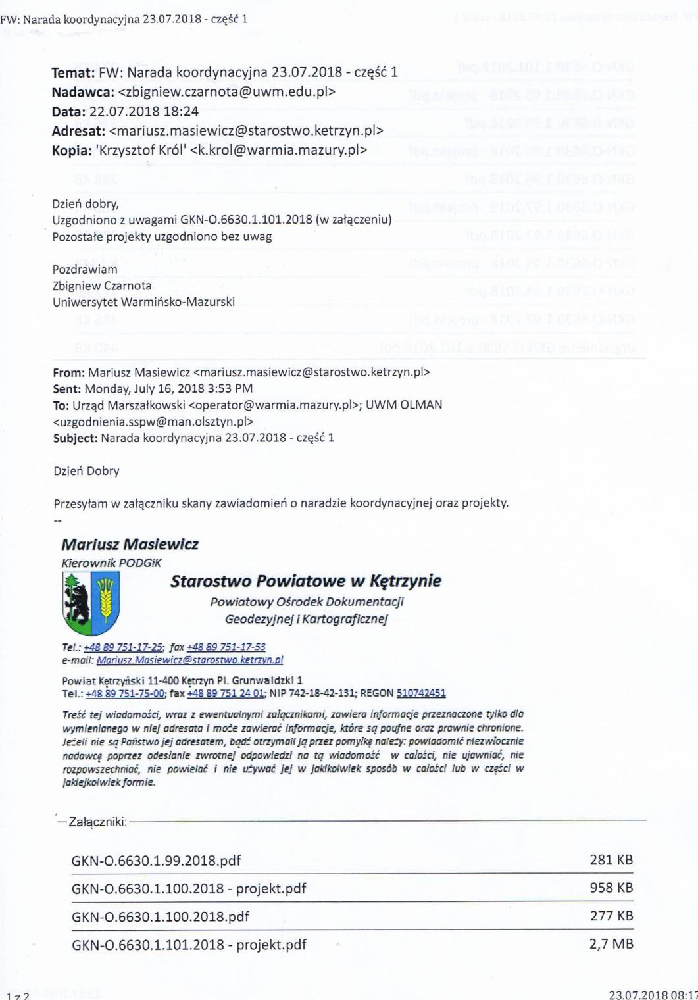 FW: Narada koordynacyjna 23.07.2018 - część 1
Temat: FW: Narada koordynacyjna 23.07.2018 - część 1
Nadawca: <zbigniew.czarnota@uwm.edu.pl>
Data: 22.07.2018 18:24
Adresat: <mariusz.masiewicz@starostwo.ketrzyn.pl>
Kopia: 'Krzysztof Król' <k.krol@warmia.mazury.pl>
Dzień dobry,
Uzgodniono z uwagami GKN-O.6630.1.101.2018 (w załączeniu)
Pozostałe projekty uzgodniono bez uwag
Pozdrawiam
Zbigniew Czarnota
Uniwersytet Warmińsko-Mazurski
From: Mariusz Masiewicz <mariusz.masiewicz@starostwo.ketrzyn.pl>
Sent: Monday, July 16, 2018 3:53 PM
To: Urząd Marszałkowski <operator@warmia.mazury.pl>; UWM OLMAN
<uzgodnienia.sspw@man.olsztyn.pl>
Subject: Narada koordynacyjna 23.07.2018 - część 1
Dzień Dobry
Przesyłam w załączniku skany zawiadomień o naradzie koordynacyjnej oraz projekty.
--
Mariusz Masiewicz
Kierownik PODGiK
Starostwo Powiatowe w Kętrzynie
Powiatowy Ośrodek Dokumentacji
Geodezyjnej i Kartograficznej
Tel.: +48 89 751-17-25; fax +48 89 751-17-53
e-mail: Mariusz.Masiewicz@starostwo.ketrzyn.pl
Powiat Kętrzyński 11-400 Kętrzyn Pl. Grunwaldzki 1
Tel.: +48 89 751-75-00; fax +48 89 751 24 01; NIP 742-18-42-131; REGON 510742451
Treść tej wiadomości, wraz z ewentualnymi załącznikami, zawiera informacje przeznaczone tylko dla
wymienianego w niej adresata i może zawierać informacje, które są poufne oraz prawnie chronione.
Jeżeli nie są Państwo jej adresatem, bądź otrzymali ją przez pomyłkę należy: powiadomić niezwłocznie
nadawcę poprzez odesłanie zwrotnej odpowiedzi na tą wiadomość w całości, nie ujawniać, nie
rozpowszechniać, nie powielać i nie używać jej w jakikolwiek sposób w całości lub w części w
jakiejkolwiek formie.
Załączniki:
GKN-O.6630.1.99.2018.pdf 281 KB
GKN-O.6630.1.100.2018 - projekt.pdf 958 KB
GKN-O.6630.1.100.2018.pdf 277 KB
GKN-O.6630.1.101.2018 - projekt.pdf 2,7 MB
1 z 2 23.07.2018 08:17